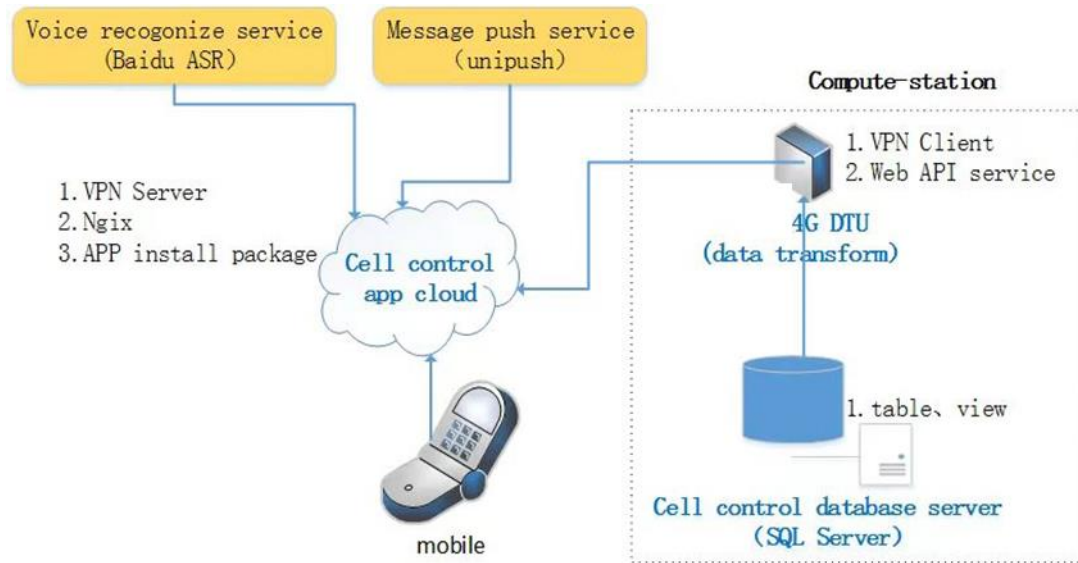 Voice recogonize service
(Baidu ASR)
Message push service
(unipush)
Compute-station
1. VPN Client
2. Web API service
4G DTU
(data transform)
1. VPN Server
2. Ngix
3. APP install package
Cell control
app cloud
1. table、view
Cell control database server
(SQL Server)
mobile